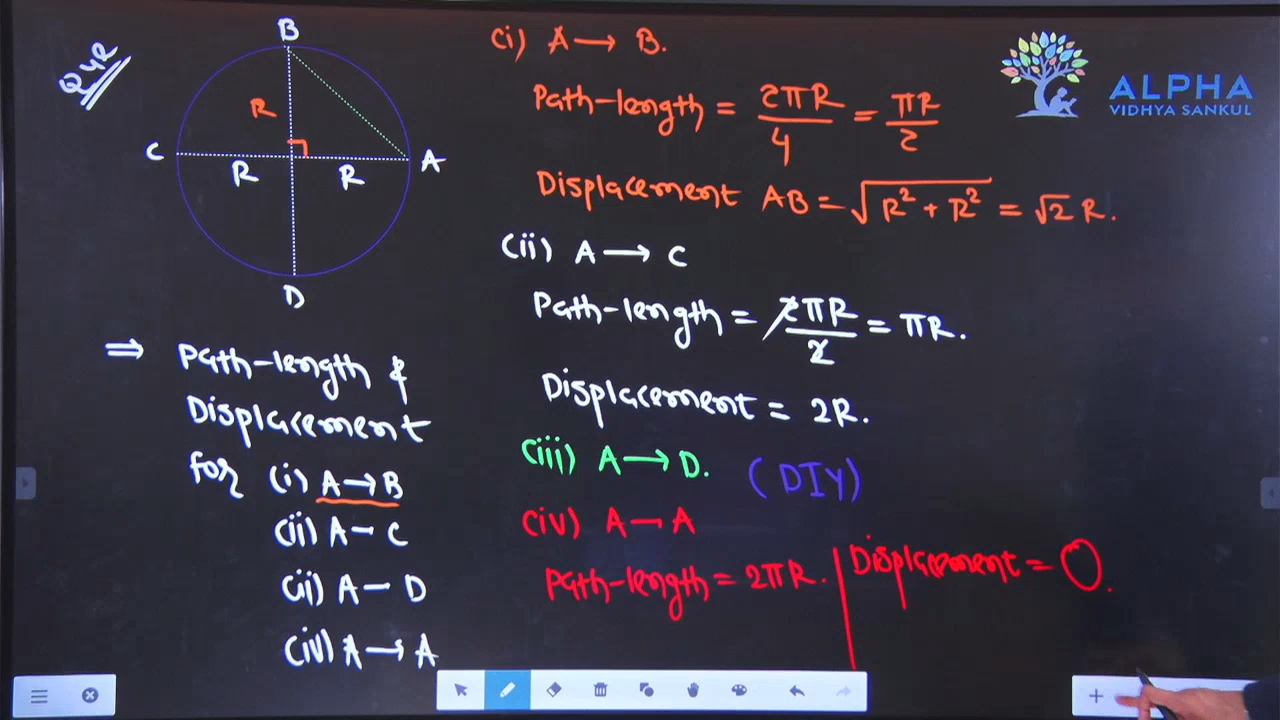 Q4R
B
R
C
R
R
A
D
⇒ Path-length &
Displacement
for (i) A→B
(ii) A – C
(ii) A – D
(iv) A → A
(i) A → B.
Path-length = 2πR/4 = πR/2
Displacement AB = √(R² + R²) = √2 R.
(ii) A → C
Path-length = 2πR/2 = πR.
Displacement = 2R.
(iii) A → D. (DIY)
(iv) A – A
Path-length = 2πR. | Displacement = 0.
ALPHA
VIDHYA SANKUL